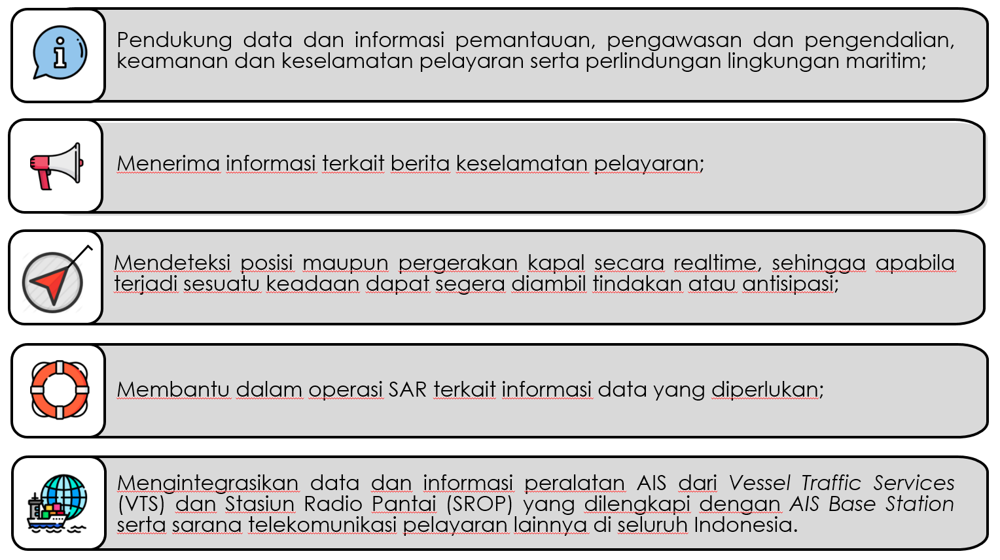 Pendukung data dan informasi pemantauan, pengawasan dan pengendalian,
keamanan dan keselamatan pelayaran serta perlindungan lingkungan maritim;
Menerima informasi terkait berita keselamatan pelayaran;
Mendeteksi posisi maupun pergerakan kapal secara realtime, sehingga apabila
terjadi sesuatu keadaan dapat segera diambil tindakan atau antisipasi;
Membantu dalam operasi SAR terkait informasi data yang diperlukan;
Mengintegrasikan data dan informasi peralatan AIS dari Vessel Traffic Services
(VTS) dan Stasiun Radio Pantai (SROP) yang dilengkapi dengan AIS Base Station
serta sarana telekomunikasi pelayaran lainnya di seluruh Indonesia.